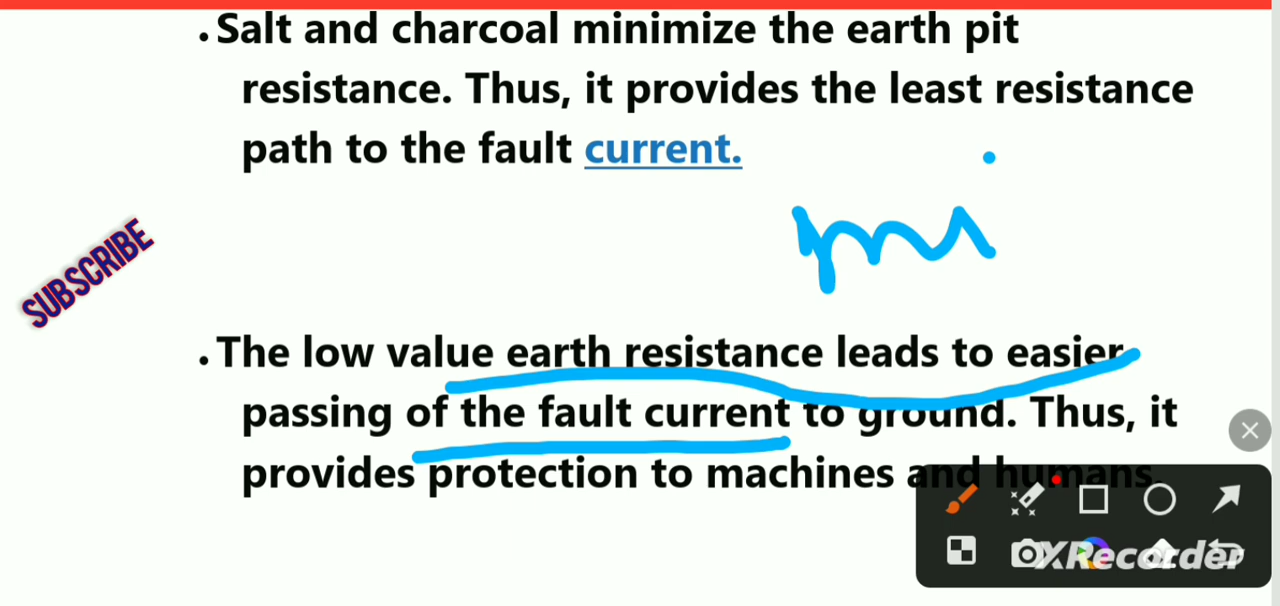 • Salt and charcoal minimize the earth pit
resistance. Thus, it provides the least resistance
path to the fault current.
SUBSCRIBE
• The low value earth resistance leads to easier
passing of the fault current to ground. Thus, it
provides protection to machines and humans.
XRecorder